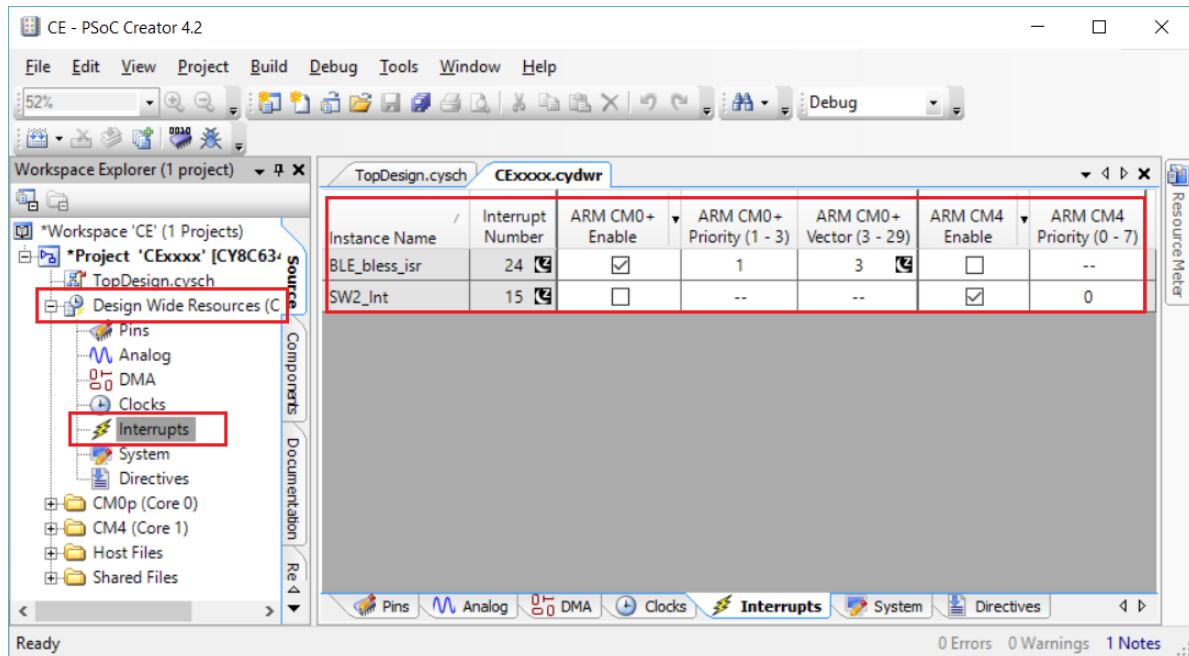 CE - PSoC Creator 4.2
File Edit View Project Build Debug Tools Window Help
52%
Debug
Workspace Explorer (1 project)
*Workspace 'CE' (1 Projects)
*Project 'CExxxx' [CY8C634
TopDesign.cysch
Design Wide Resources (C
Pins
Analog
DMA
Clocks
Interrupts
System
Directives
CM0p (Core 0)
CM4 (Core 1)
Host Files
Shared Files
Source
Components
Documentation
Re
TopDesign.cysch CExxxx.cydwr
Instance Name Interrupt Number ARM CM0+ Enable ARM CM0+ Priority (1 - 3) ARM CM0+ Vector (3 - 29) ARM CM4 Enable ARM CM4 Priority (0 - 7)
BLE_bless_isr 24 1 3 --
SW2_Int 15 -- -- 0
Resource Meter
Pins Analog DMA Clocks Interrupts System Directives
Ready 0 Errors 0 Warnings 1 Notes